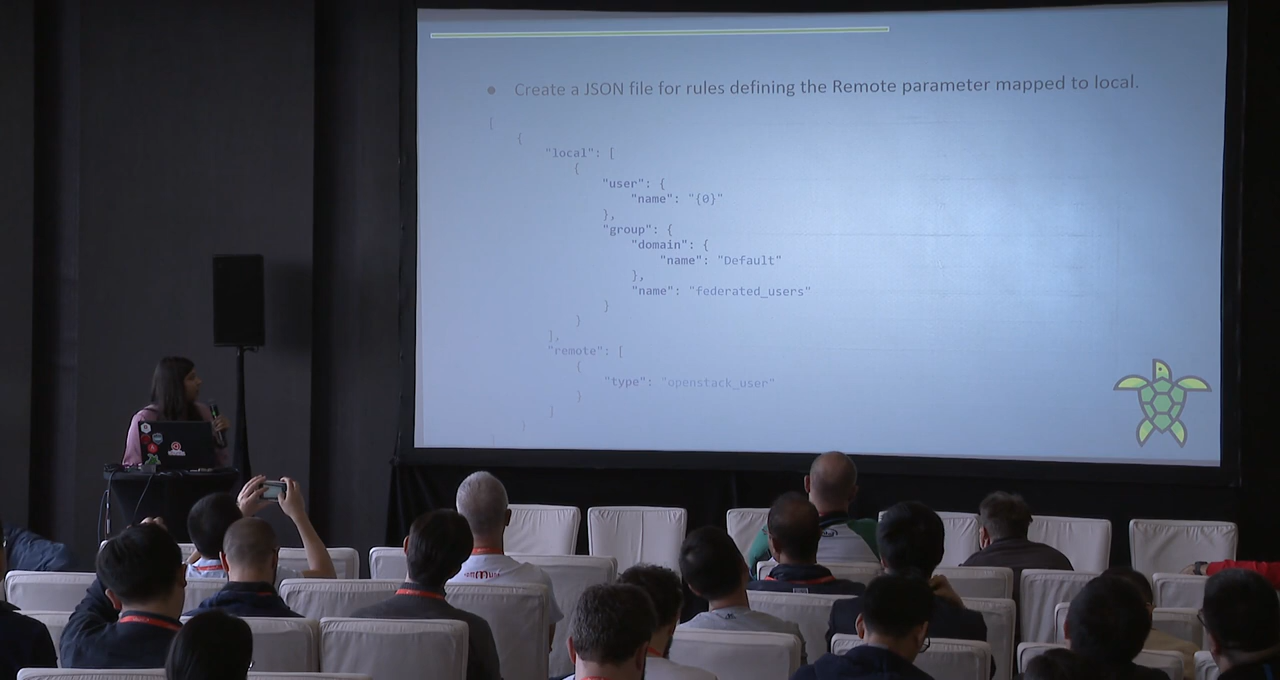 • Create a JSON file for rules defining the Remote parameter mapped to local.
[
{
"local": [
{
"user": {
"name": "{0}"
},
"group": {
"domain": {
"name": "Default"
},
"name": "federated_users"
}
}
],
"remote": [
{
"type": "openstack_user"
}
]
}